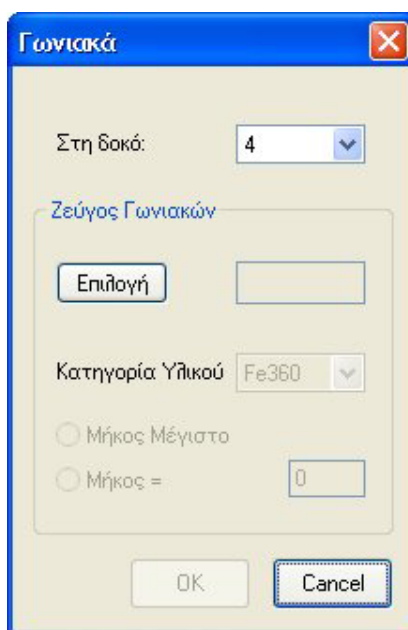 Γωνιακά
Στη δοκό: 4
Ζεύγος Γωνιακών
Επιλογή
Κατηγορία Υλικού Fe360
Μήκος Μέγιστο
Μήκος = 0
OK Cancel